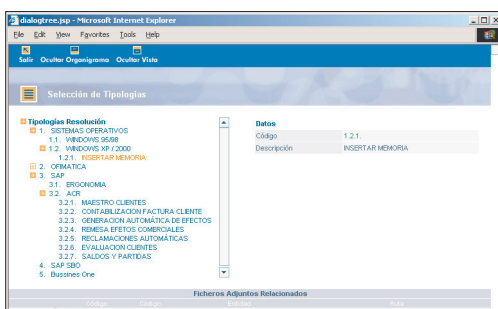 dialogtree.jsp - Microsoft Internet Explorer
File Edit View Favorites Tools Help
Salir Ocultar Organigrama Ocultar Vista
Selección de Tipologías
Tipologías Resolución
1. SISTEMAS OPERATIVOS
1.1. WINDOWS 95/98
1.2. WINDOWS XP / 2000
1.2.1. INSERTAR MEMORIA
2. OFIMATICA
3. SAP
3.1. ERGONOMIA
3.2. ACR
3.2.1. MAESTRO CLIENTES
3.2.2. CONTABILIZACION FACTURA CLIENTE
3.2.3. GENERACION AUTOMÁTICA DE EFECTOS
3.2.4. REMESA EFETOS COMERCIALES
3.2.5. RECLAMACIONES AUTOMÁTICAS
3.2.6. EVALUACION CLIENTES
3.2.7. SALDOS Y PARTIDAS
4. SAP SBO
5. Bussines One
Datos
Código 1.2.1.
Descripción INSERTAR MEMORIA
Ficheros Adjuntos Relacionados
Código Código Entidad Ruta